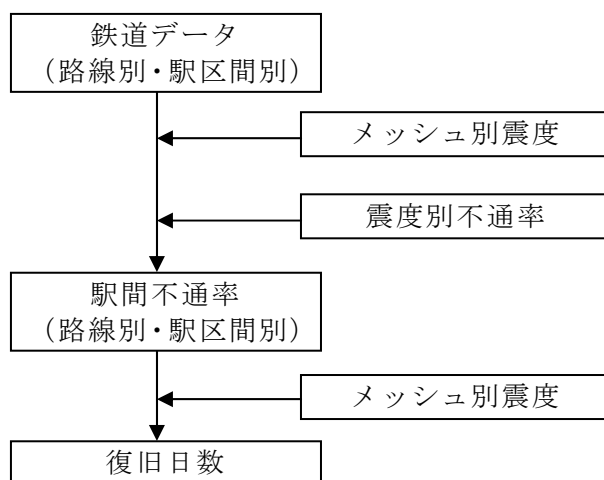 鉄道データ
（路線別・駅区間別）
メッシュ別震度
震度別不通率
駅間不通率
（路線別・駅区間別）
メッシュ別震度
復旧日数